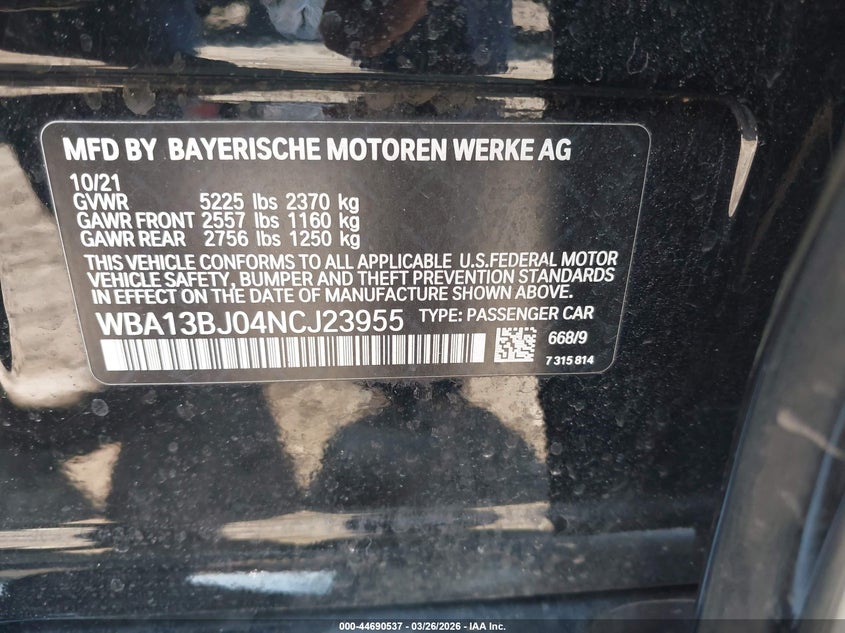 MFD BY BAYERISCHE MOTOREN WERKE AG
10/21
GVWR 5225 lbs 2370 kg
GAWR FRONT 2557 lbs 1160 kg
GAWR REAR 2756 lbs 1250 kg
THIS VEHICLE CONFORMS TO ALL APPLICABLE U.S.FEDERAL MOTOR
VEHICLE SAFETY, BUMPER AND THEFT PREVENTION STANDARDS
IN EFFECT ON THE DATE OF MANUFACTURE SHOWN ABOVE.
WBA13BJ04NCJ23955 TYPE: PASSENGER CAR
668/9
7 315 814
000-44690537 - 03/26/2026 - IAA Inc.